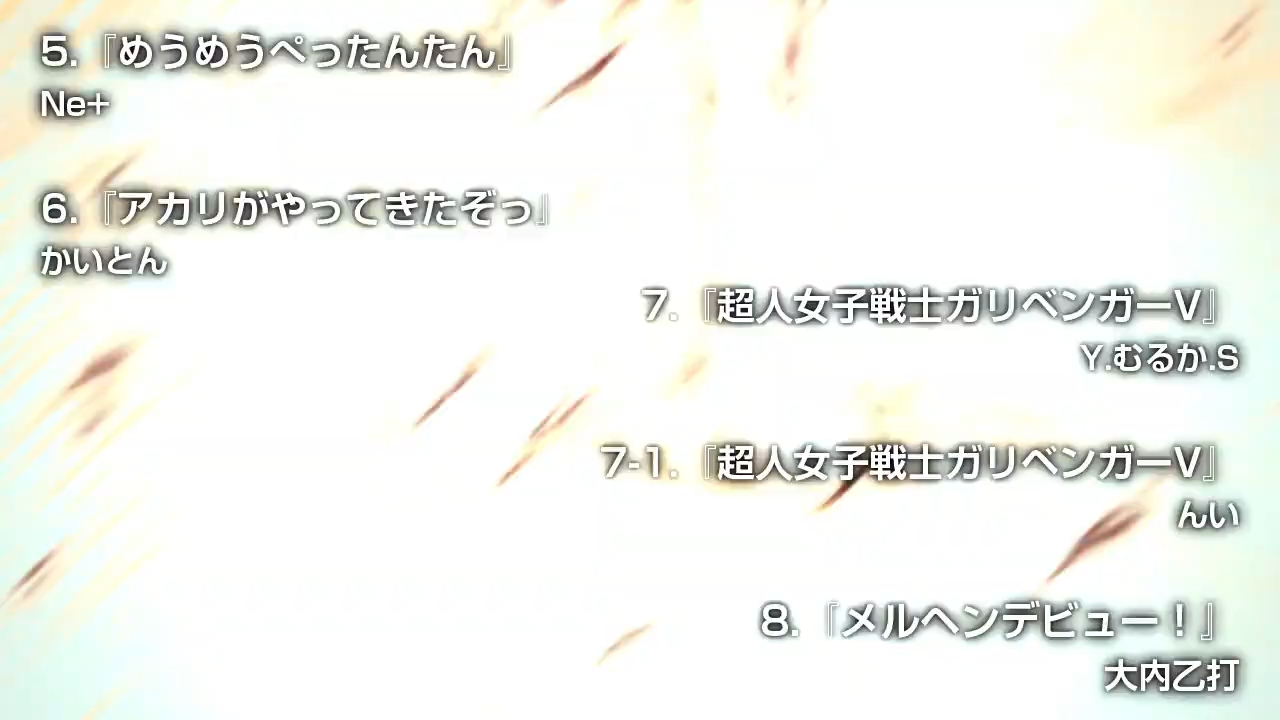 5.『めうめうぺったんたん』
Ne+
6.『アカリがやってきたぞっ』
かいとん
7.『超人女子戦士ガリベンガーV』
Y.むるか.S
7-1.『超人女子戦士ガリベンガーV』
んい
8.『メルヘンデビュー！』
大内乙打